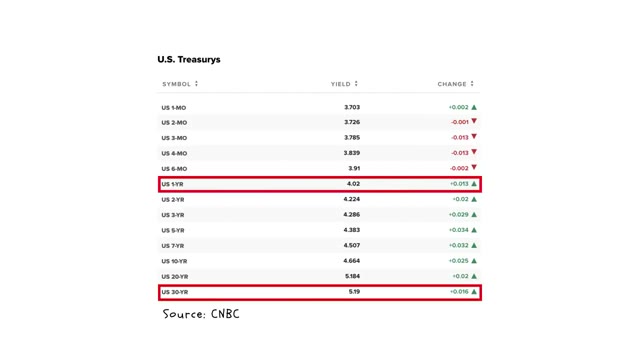 U.S. Treasurys
SYMBOL YIELD CHANGE
US 1-MO 3.703 +0.002
US 2-MO 3.726 -0.001
US 3-MO 3.785 -0.013
US 4-MO 3.839 -0.013
US 6-MO 3.91 -0.002
US 1-YR 4.02 +0.013
US 2-YR 4.224 +0.02
US 3-YR 4.286 +0.029
US 5-YR 4.383 +0.034
US 7-YR 4.507 +0.032
US 10-YR 4.664 +0.025
US 20-YR 5.184 +0.02
US 30-YR 5.19 +0.016
Source: CNBC